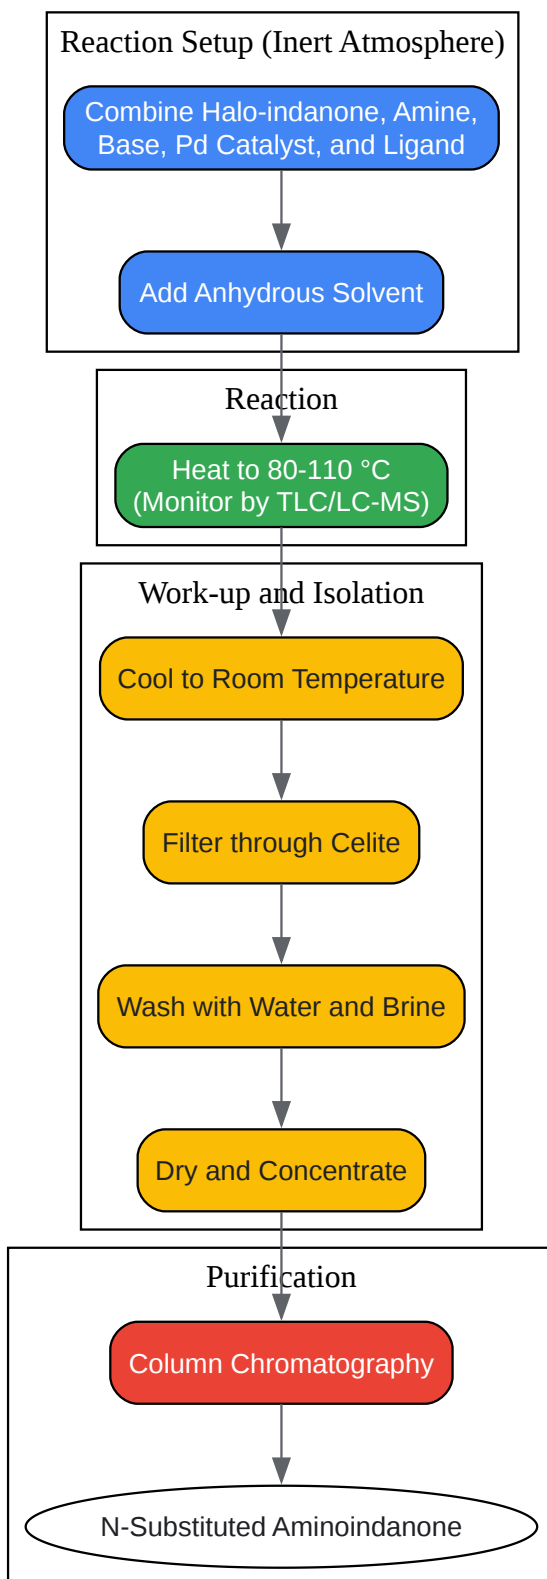 Reaction Setup (Inert Atmosphere)
Combine Halo-indanone, Amine,
Base, Pd Catalyst, and Ligand
Add Anhydrous Solvent
Reaction
Heat to 80-110 °C
(Monitor by TLC/LC-MS)
Work-up and Isolation
Cool to Room Temperature
Filter through Celite
Wash with Water and Brine
Dry and Concentrate
Purification
Column Chromatography
N-Substituted Aminoindanone